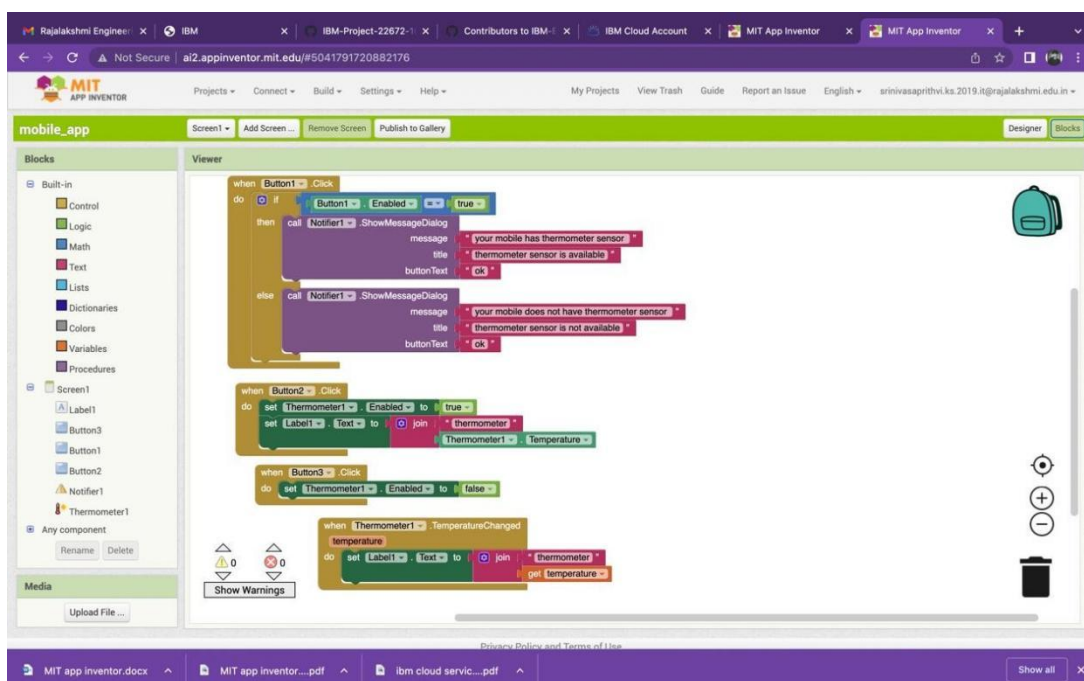 Rajalakshmi Engineer
IBM
IBM-Project-22672-1
Contributors to IBM-
IBM Cloud Account
MIT App Inventor
MIT App Inventor
Not Secure | ai2.appinventor.mit.edu/#5041791720882176
MIT
APP INVENTOR
Projects
Connect
Build
Settings
Help
My Projects
View Trash
Guide
Report an Issue
English
srinivasaprithvi.ks.2019.it@rajalakshmi.edu.in
mobile_app
Screen1
Add Screen ...
Remove Screen
Publish to Gallery
Designer
Blocks
Blocks
Viewer
Built-in
Control
Logic
Math
Text
Lists
Dictionaries
Colors
Variables
Procedures
Screen1
Label1
Button3
Button1
Button2
Notifier1
Thermometer1
Any component
Rename
Delete
Media
Upload File ...
when Button1 .Click
do if Button1 . Enabled = true
then call Notifier1 .ShowMessageDialog
message " your mobile has thermometer sensor "
title " thermometer sensor is available "
buttonText " ok "
else call Notifier1 .ShowMessageDialog
message " your mobile does not have thermometer sensor "
title " thermometer sensor is not available "
buttonText " ok "
when Button2 .Click
do set Thermometer1 . Enabled to true
set Label1 . Text to join " thermometer "
Thermometer1 . Temperature
when Button3 .Click
do set Thermometer1 . Enabled to false
when Thermometer1 .TemperatureChanged
temperature
do set Label1 . Text to join " thermometer "
get temperature
0
0
Show Warnings
Privacy Policy and Terms of Use
MIT app inventor.docx
MIT app inventor....pdf
ibm cloud servic....pdf
Show all